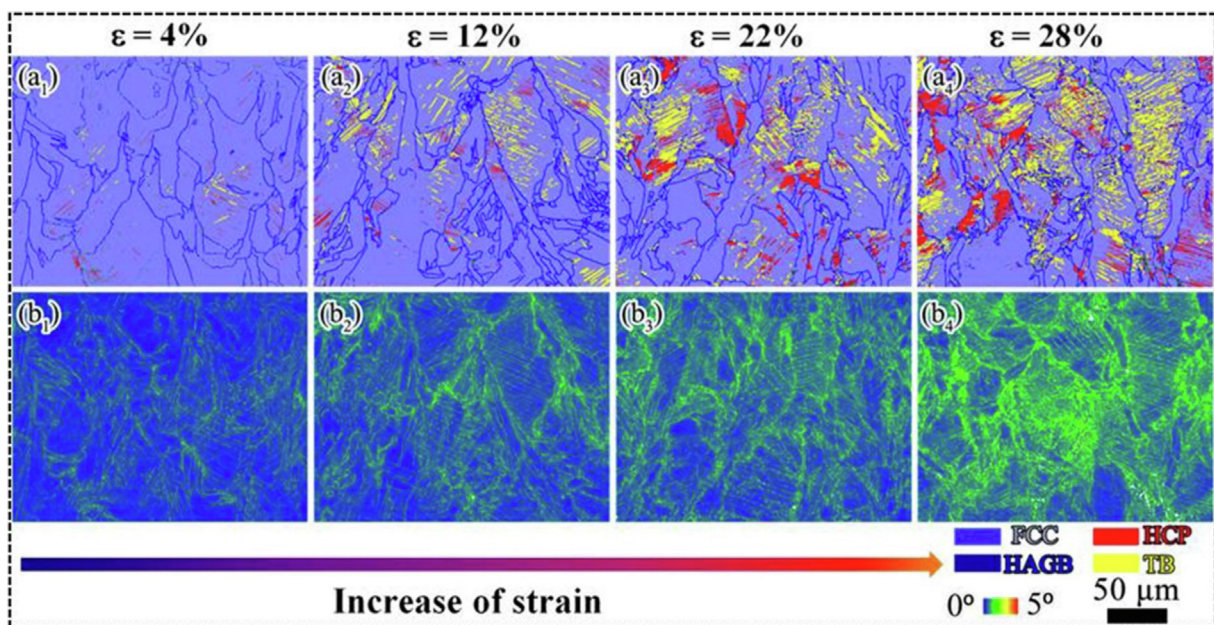 ε = 4% ε = 12% ε = 22% ε = 28%
(a₁) (a₂) (a₃) (a₄)
(b₁) (b₂) (b₃) (b₄)
FCC HCP
HAGB TB
Increase of strain 0° 5° 50 μm